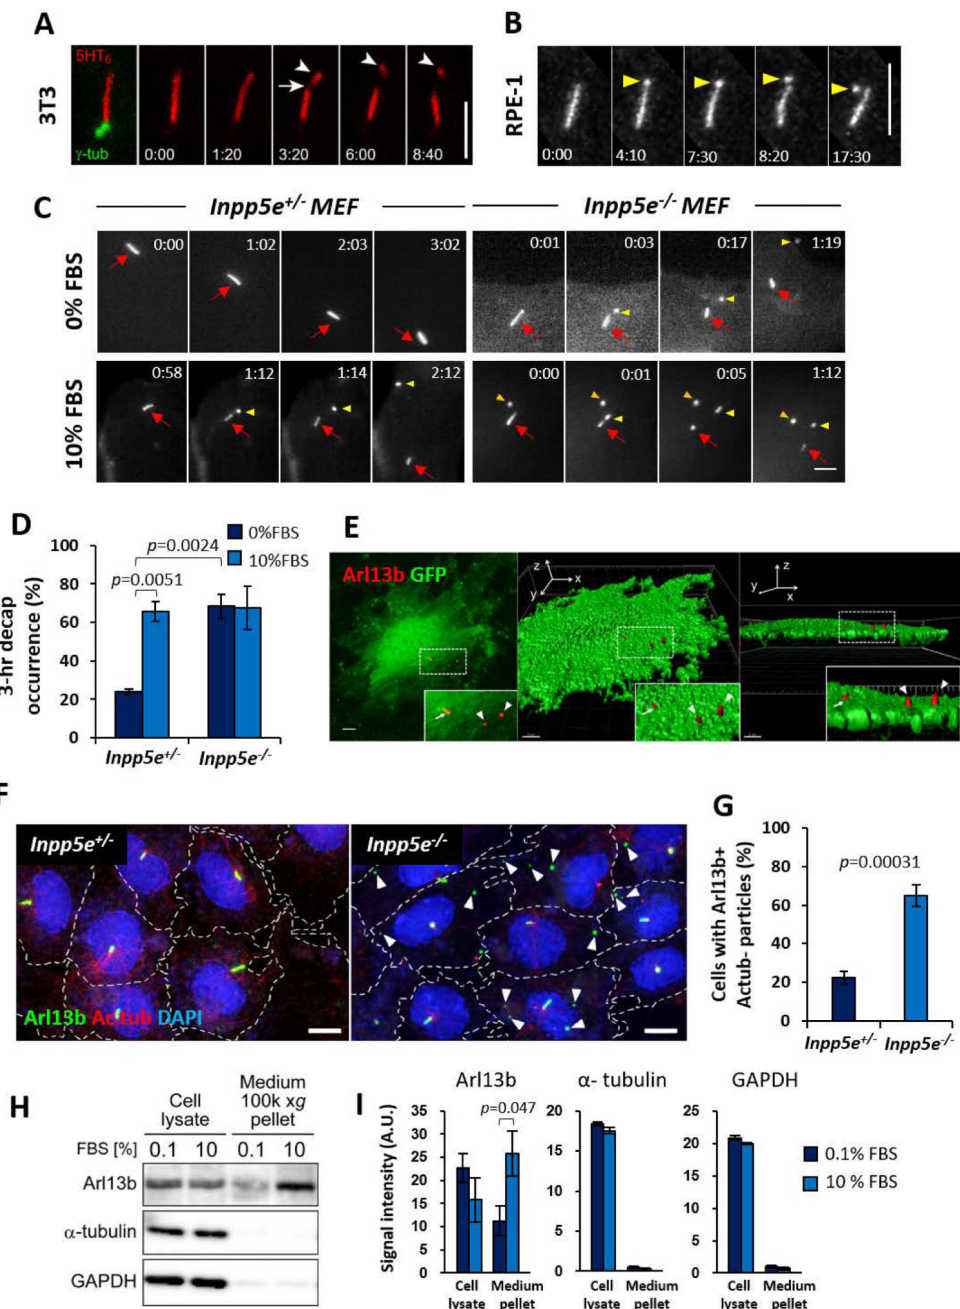 A
B
3T3
5HT6
γ-tub
0:00
1:20
3:20
6:00
8:40
RPE-1
0:00
4:10
7:30
8:20
17:30
C
Inpp5e+/- MEF
Inpp5e-/- MEF
0% FBS
0:00
1:02
2:03
3:02
0:01
0:03
0:17
1:19
10% FBS
0:58
1:12
1:14
2:12
0:00
0:01
0:05
1:12
D
0%FBS
10%FBS
p=0.0024
p=0.0051
3-hr decap
occurrence (%)
100
80
60
40
20
0
Inpp5e+/-
Inpp5e-/-
E
Arl13b GFP
z
y
x
z
y
x
F
Inpp5e+/-
Inpp5e-/-
Arl13b Ac tub DAPI
G
Cells with Arl13b+
Actub- particles (%)
100
80
60
40
20
0
p=0.00031
Inpp5e+/-
Inpp5e-/-
H
Cell
lysate
Medium
100k xg
pellet
FBS [%]
0.1
10
0.1
10
Arl13b
α-tubulin
GAPDH
I
Arl13b
α- tubulin
GAPDH
Signal intensity (A.U.)
35
30
25
20
15
10
5
0
p=0.047
Cell
lysate
Medium
pellet
20
15
10
5
0
Cell
lysate
Medium
pellet
25
20
15
10
5
0
Cell
lysate
Medium
pellet
0.1% FBS
10 % FBS